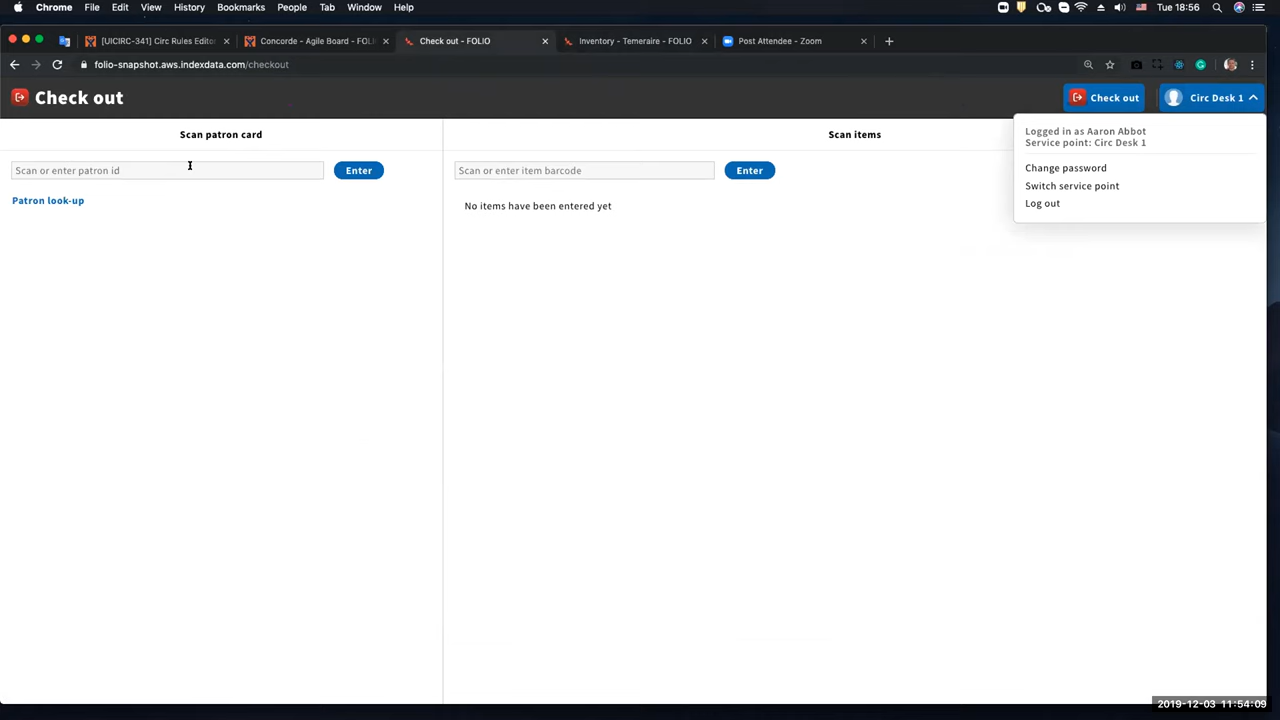 Chrome File Edit View History Bookmarks People Tab Window Help Tue 18:56
[UICIRC-341] Circ Rules Editor Concorde - Agile Board - FOLI Check out - FOLIO Inventory - Temeraire - FOLIO Post Attendee - Zoom
folio-snapshot.aws.indexdata.com/checkout
Check out Check out Circ Desk 1
Scan patron card
Scan or enter patron id Enter
Patron look-up
Scan items
Scan or enter item barcode Enter
No items have been entered yet
Logged in as Aaron Abbot
Service point: Circ Desk 1
Change password
Switch service point
Log out
2019-12-03 11:54:09